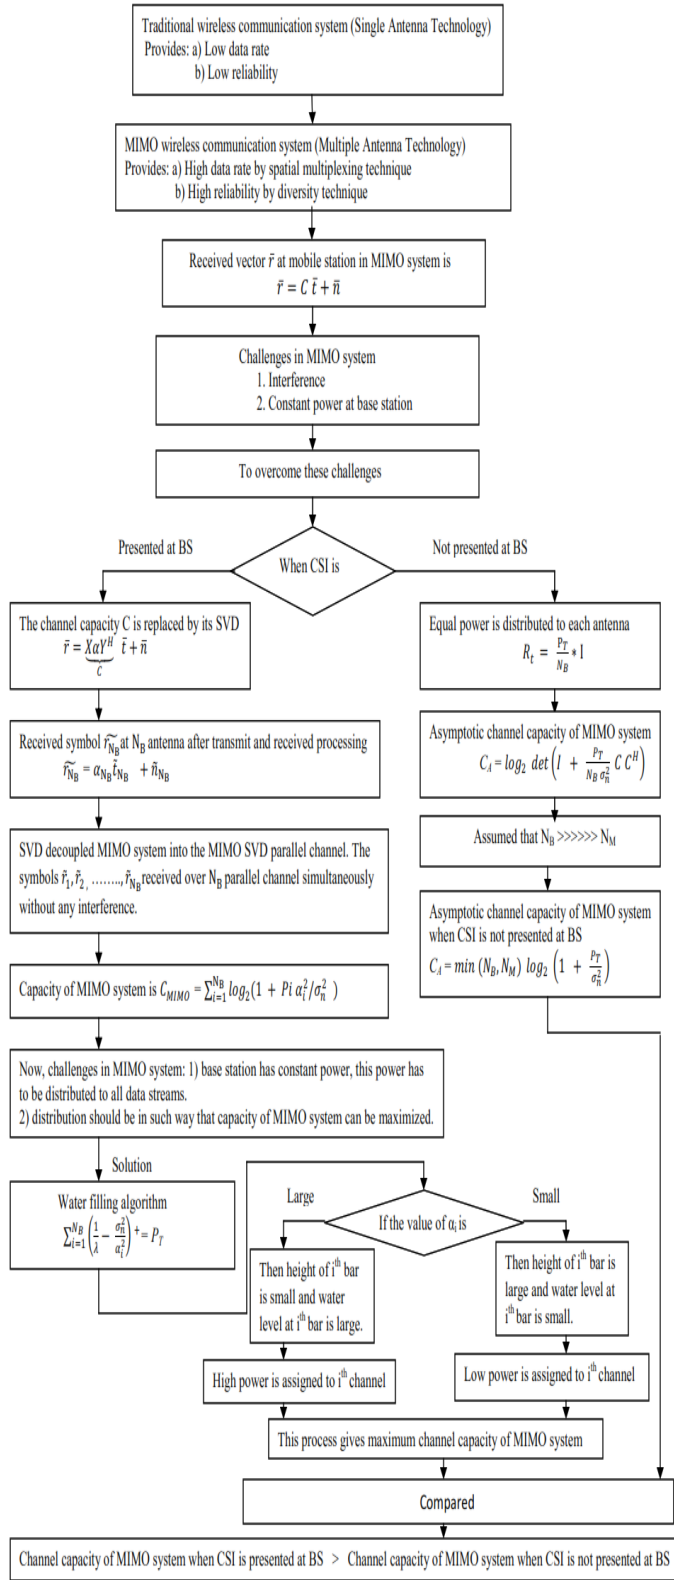 Traditional wireless communication system (Single Antenna Technology)
Provides: a) Low data rate
b) Low reliability
MIMO wireless communication system (Multiple Antenna Technology)
Provides: a) High data rate by spatial multiplexing technique
b) High reliability by diversity technique
Received vector r̄ at mobile station in MIMO system is
r̄ = C t̄ + n̄
Challenges in MIMO system
1. Interference
2. Constant power at base station
To overcome these challenges
When CSI is
Presented at BS
Not presented at BS
The channel capacity C is replaced by its SVD
r̄ = XαY^H t̄ + n̄
C
Received symbol r̃_{N_B} at N_B antenna after transmit and received processing
r̃_{N_B} = α_{N_B} t̃_{N_B} + ñ_{N_B}
SVD decoupled MIMO system into the MIMO SVD parallel channel. The
symbols r̃_1, r̃_2, ........, r̃_{N_B} received over N_B parallel channel simultaneously
without any interference.
Capacity of MIMO system is C_{MIMO} = ∑_{i=1}^{N_B} log_2(1 + Pi α_i^2/σ_n^2 )
Now, challenges in MIMO system: 1) base station has constant power, this power has
to be distributed to all data streams.
2) distribution should be in such way that capacity of MIMO system can be maximized.
Solution
Water filling algorithm
∑_{i=1}^{N_B} (1/λ − σ_n^2/α_i^2)^+ = P_T
Equal power is distributed to each antenna
R_t = P_T/N_B * I
Asymptotic channel capacity of MIMO system
C_A = log_2 det (I + P_T/(N_B σ_n^2) C C^H)
Assumed that N_B >>>>>> N_M
Asymptotic channel capacity of MIMO system
when CSI is not presented at BS
C_A = min (N_B, N_M) log_2 (1 + P_T/σ_n^2)
If the value of α_i is
Large
Small
Then height of i^th bar
is small and water
level at i^th bar is large.
Then height of i^th bar is
large and water level at
i^th bar is small.
High power is assigned to i^th channel
Low power is assigned to i^th channel
This process gives maximum channel capacity of MIMO system
Compared
Channel capacity of MIMO system when CSI is presented at BS > Channel capacity of MIMO system when CSI is not presented at BS